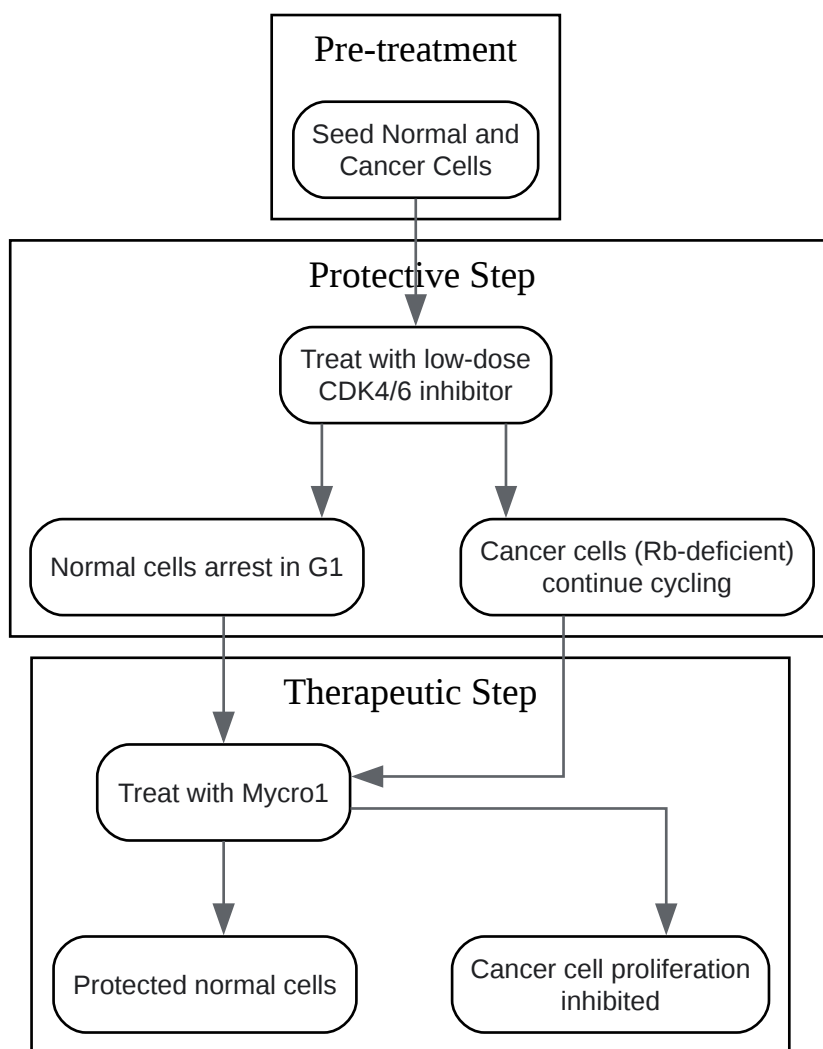 Pre-treatment
Seed Normal and
Cancer Cells
Protective Step
Treat with low-dose
CDK4/6 inhibitor
Normal cells arrest in G1
Cancer cells (Rb-deficient)
continue cycling
Therapeutic Step
Treat with Mycro1
Protected normal cells
Cancer cell proliferation
inhibited